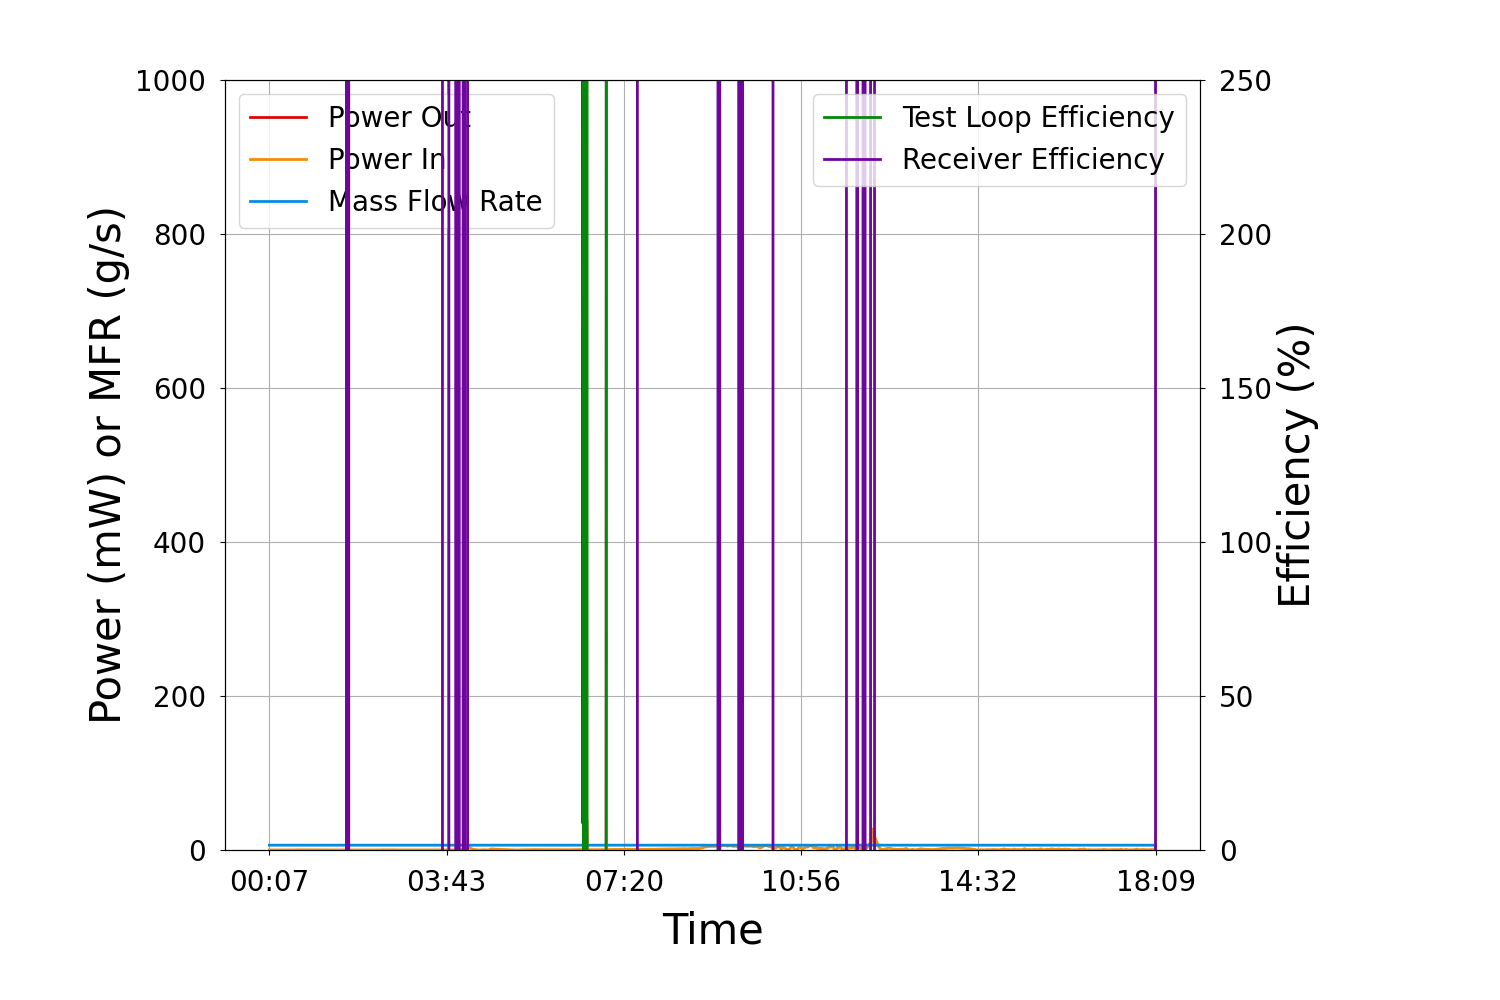 1000
800
600
400
200
0
Power (mW) or MFR (g/s)
Power Out
Power In
Mass Flow Rate
Test Loop Efficiency
Receiver Efficiency
250
200
150
100
50
0
Efficiency (%)
00:07 03:43 07:20 10:56 14:32 18:09
Time